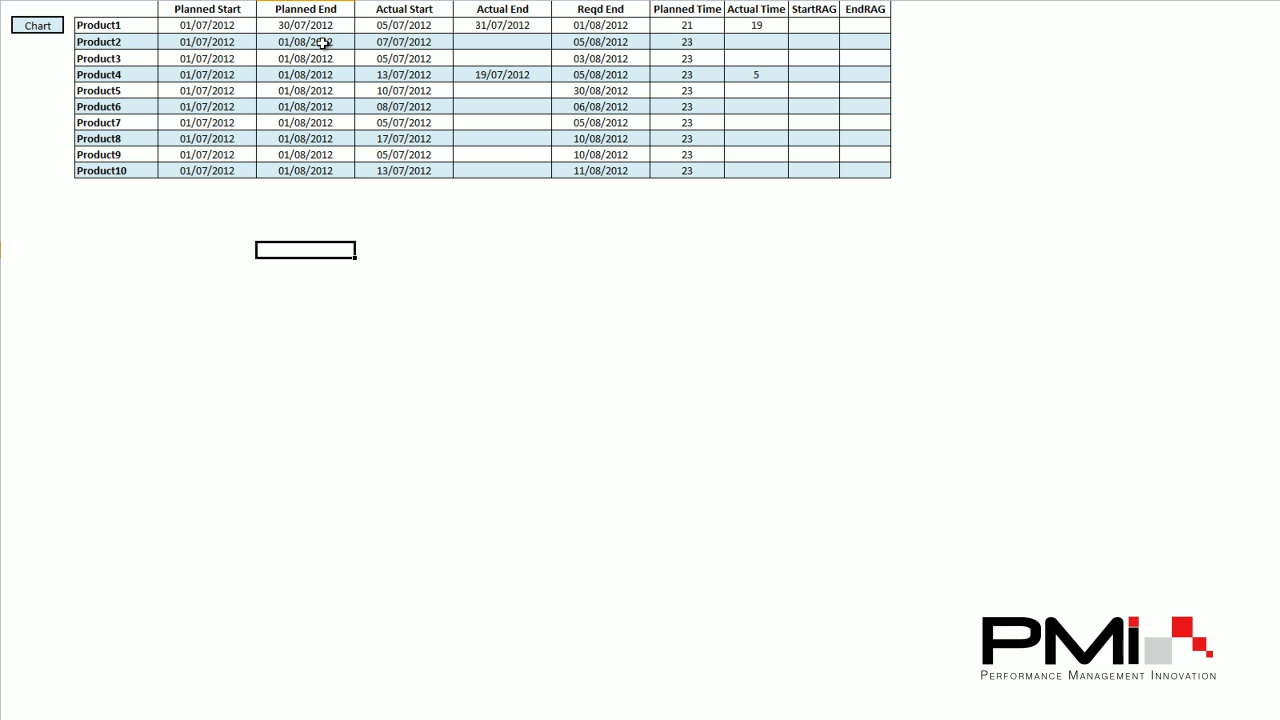 Planned Start Planned End Actual Start Actual End Reqd End Planned Time Actual Time StartRAG EndRAG
Chart Product1 01/07/2012 30/07/2012 05/07/2012 31/07/2012 01/08/2012 21 19
Product2 01/07/2012 01/08/2012 07/07/2012 05/08/2012 23
Product3 01/07/2012 01/08/2012 05/07/2012 03/08/2012 23
Product4 01/07/2012 01/08/2012 13/07/2012 19/07/2012 05/08/2012 23 5
Product5 01/07/2012 01/08/2012 10/07/2012 30/08/2012 23
Product6 01/07/2012 01/08/2012 08/07/2012 06/08/2012 23
Product7 01/07/2012 01/08/2012 05/07/2012 05/08/2012 23
Product8 01/07/2012 01/08/2012 17/07/2012 10/08/2012 23
Product9 01/07/2012 01/08/2012 05/07/2012 10/08/2012 23
Product10 01/07/2012 01/08/2012 13/07/2012 11/08/2012 23
PMi
Performance Management Innovation